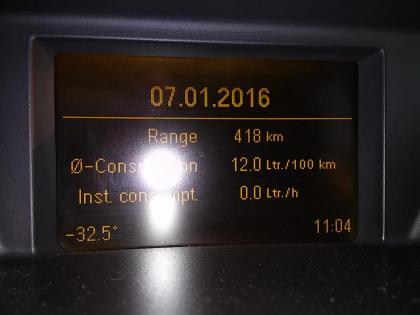 07.01.2016
Range 418 km
12.0 Ltr./100 km
Inst. 0.0 Ltr./h
-32.5° 11:04